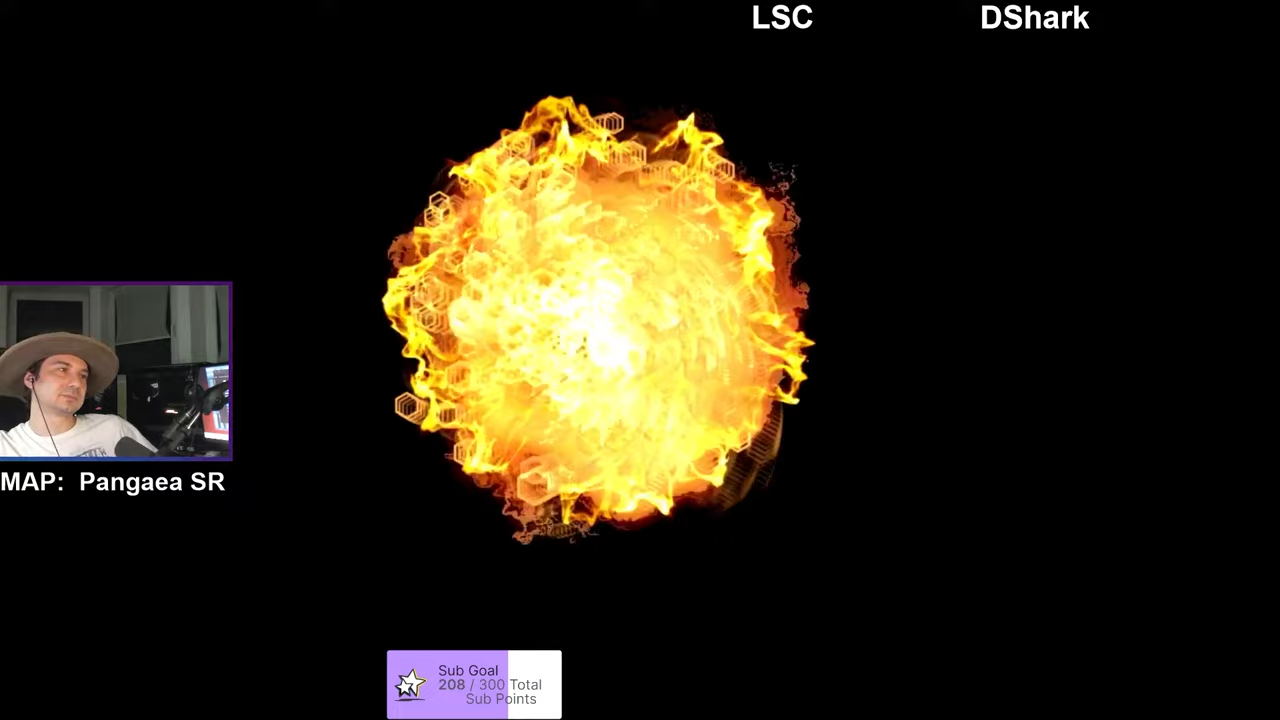 LSC
DShark
MAP: Pangaea SR
Sub Goal
208 / 300 Total
Sub Points